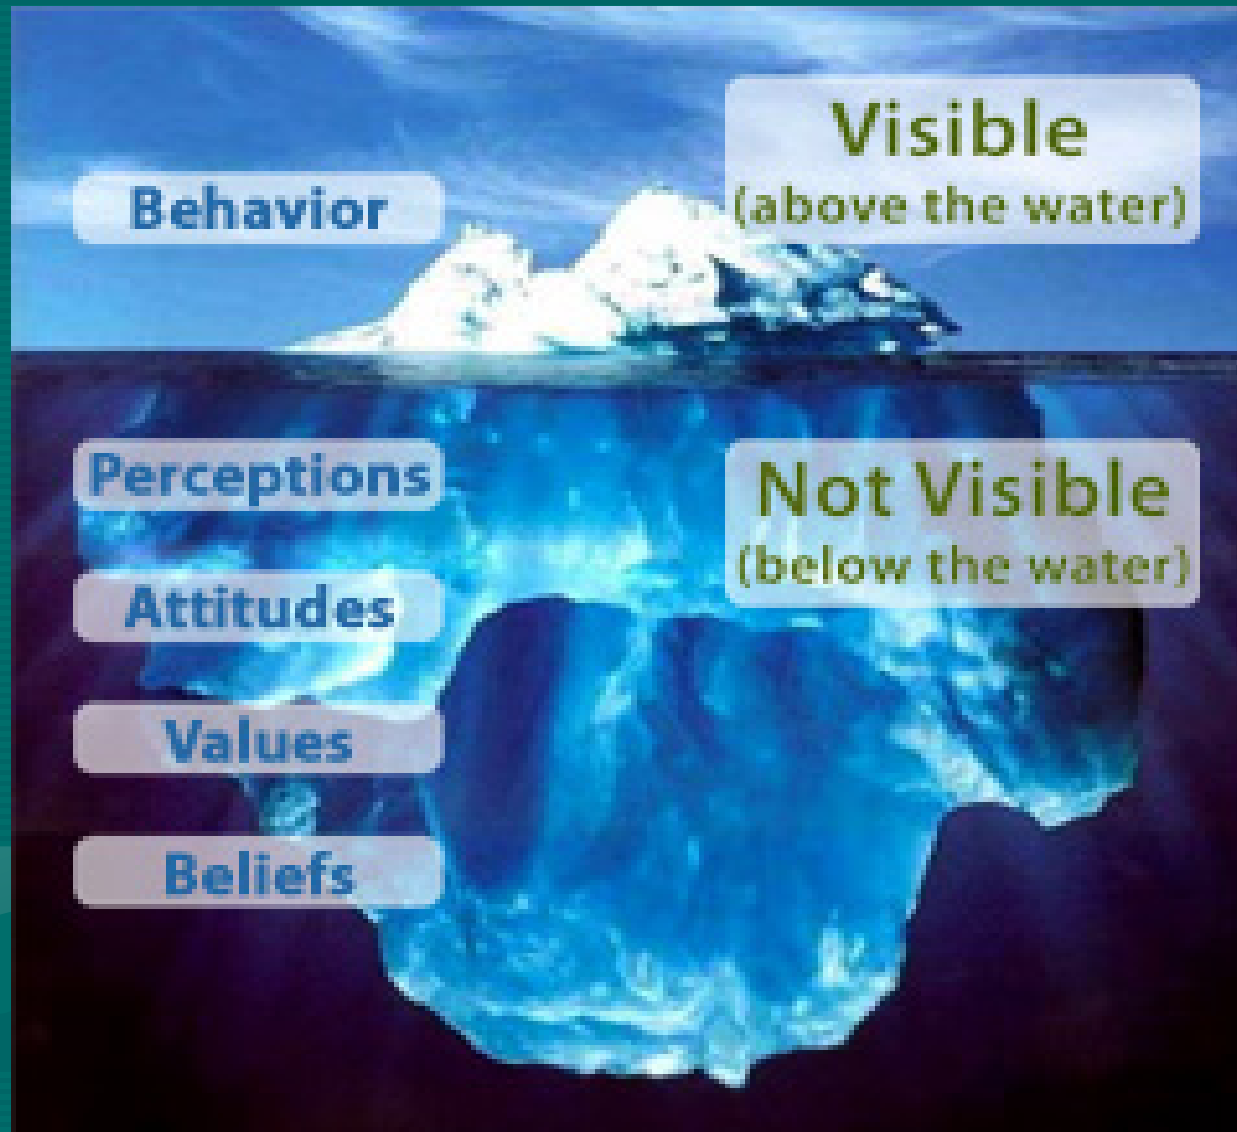 Visible
(above the water)
Behavior
Perceptions
Not Visible
(below the water)
Attitudes
Values
Beliefs